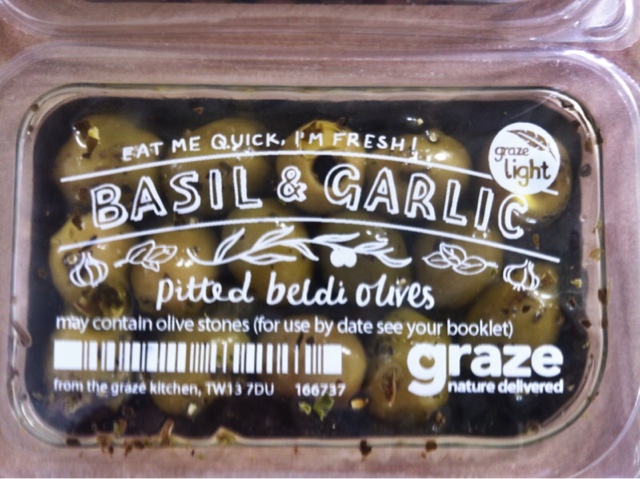 EAT ME QUICK, I'M FRESH!
graze
light
BASIL & GARLIC
pitted beldi olives
may contain olive stones (for use by date see your booklet)
graze
nature delivered
from the graze kitchen, TW13 7DU 166737